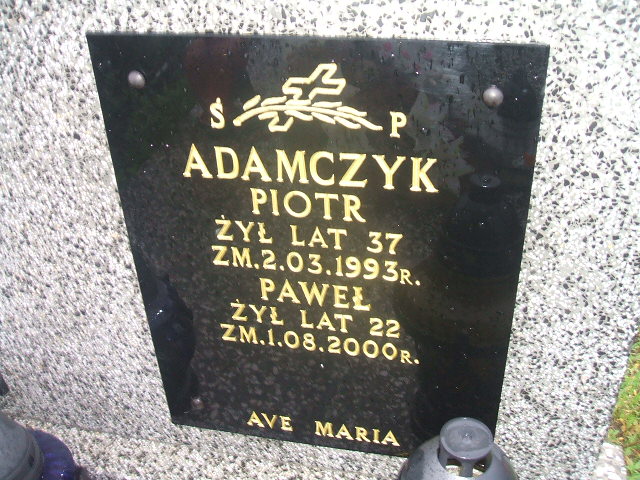 Ś P
ADAMCZYK
PIOTR
ŻYŁ LAT 37
ZM.2.03.1993R.
PAWEŁ
ŻYŁ LAT 22
ZM.1.08.2000R.
AVE MARIA